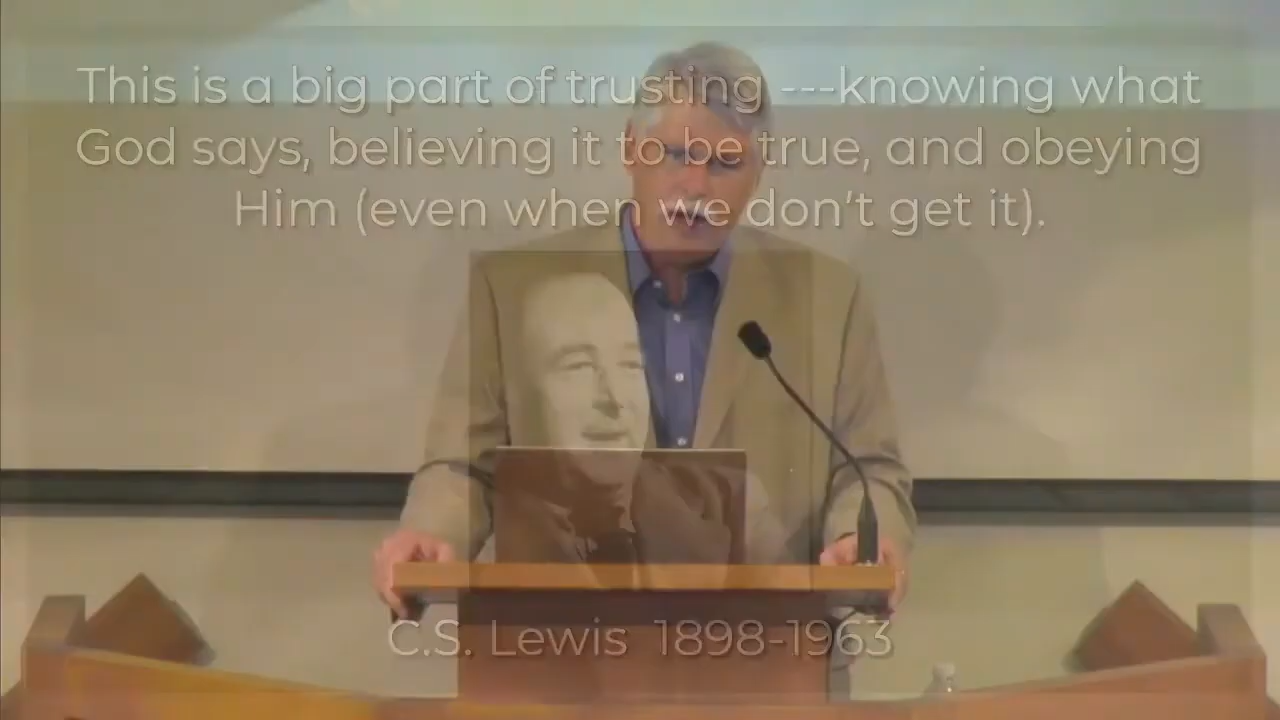 This is a big part of trusting ---knowing what
God says, believing it to be true, and obeying
Him (even when we don't get it).
C.S. Lewis  1898-1963